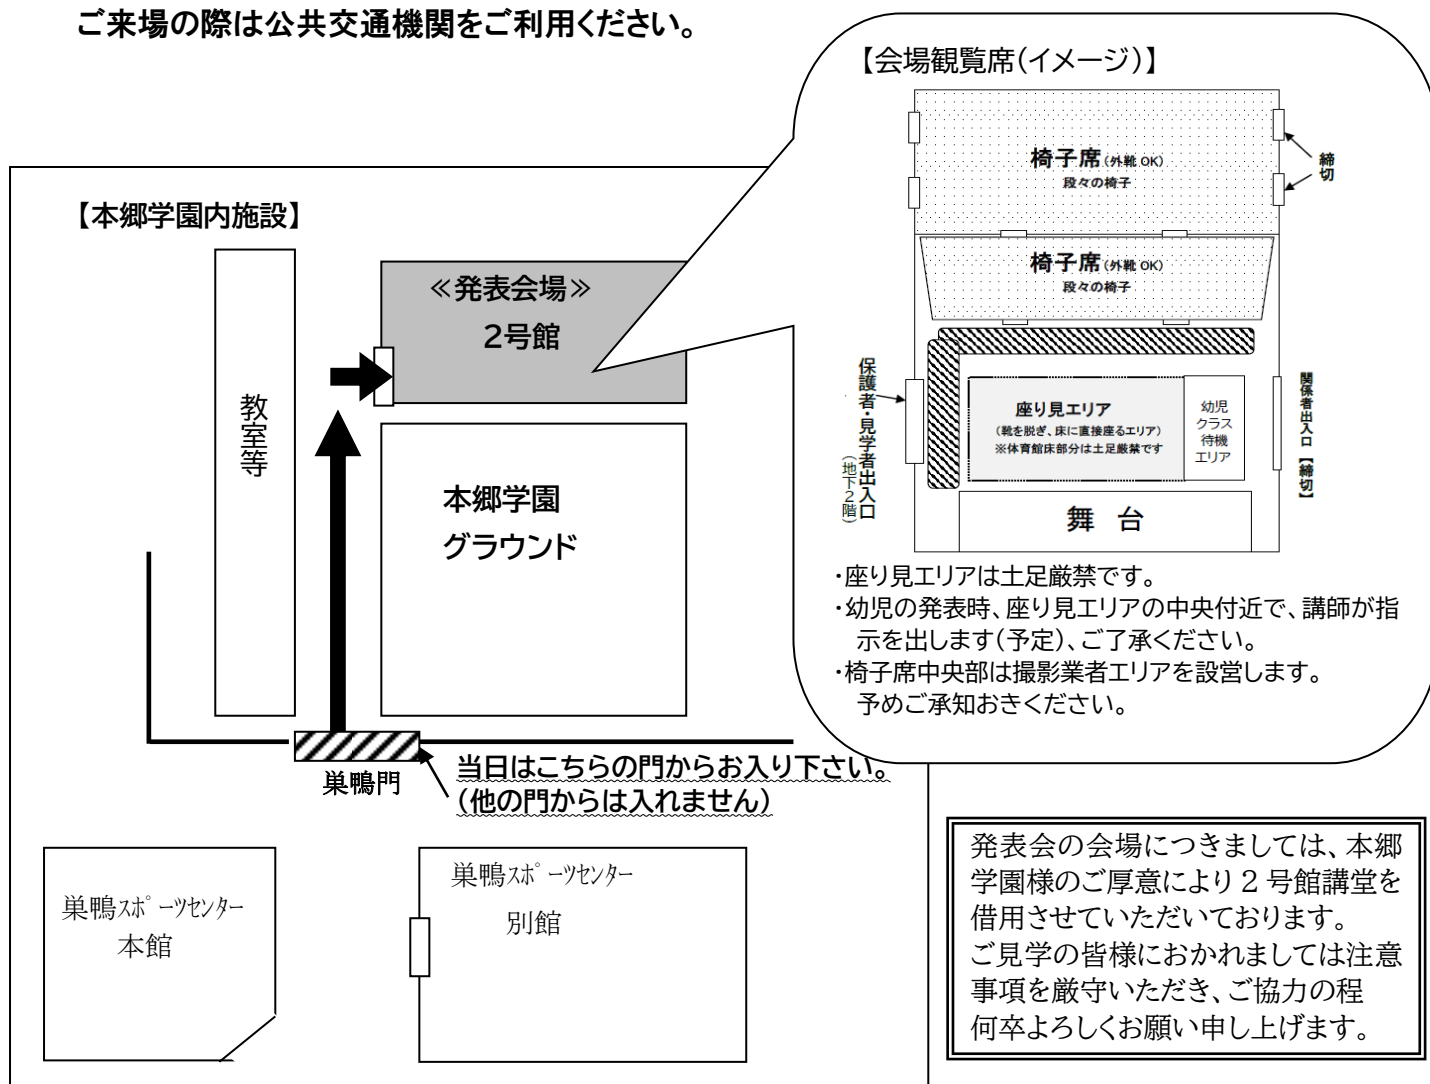 ご来場の際は公共交通機関をご利用ください。
【会場観覧席(イメージ)】
椅子席(外靴 OK)
段々の椅子
締切
椅子席(外靴 OK)
段々の椅子
保護者・見学者出入口
(地下2階)
座り見エリア
(靴を脱ぎ、床に直接座るエリア)
※体育館床部分は土足厳禁です
幼児
クラス
待機
エリア
関係者出入口【締切】
舞 台
・座り見エリアは土足厳禁です。
・幼児の発表時、座り見エリアの中央付近で、講師が指
示を出します(予定)、ご了承ください。
・椅子席中央部は撮影業者エリアを設営します。
予めご承知おきください。
【本郷学園内施設】
≪発表会場≫
2号館
教室等
本郷学園
グラウンド
巣鴨門
当日はこちらの門からお入り下さい。
(他の門からは入れません)
巣鴨スポーツセンター
本館
巣鴨スポーツセンター
別館
発表会の会場につきましては、本郷
学園様のご厚意により2号館講堂を
借用させていただいております。
ご見学の皆様におかれましては注意
事項を厳守いただき、ご協力の程
何卒よろしくお願い申し上げます。